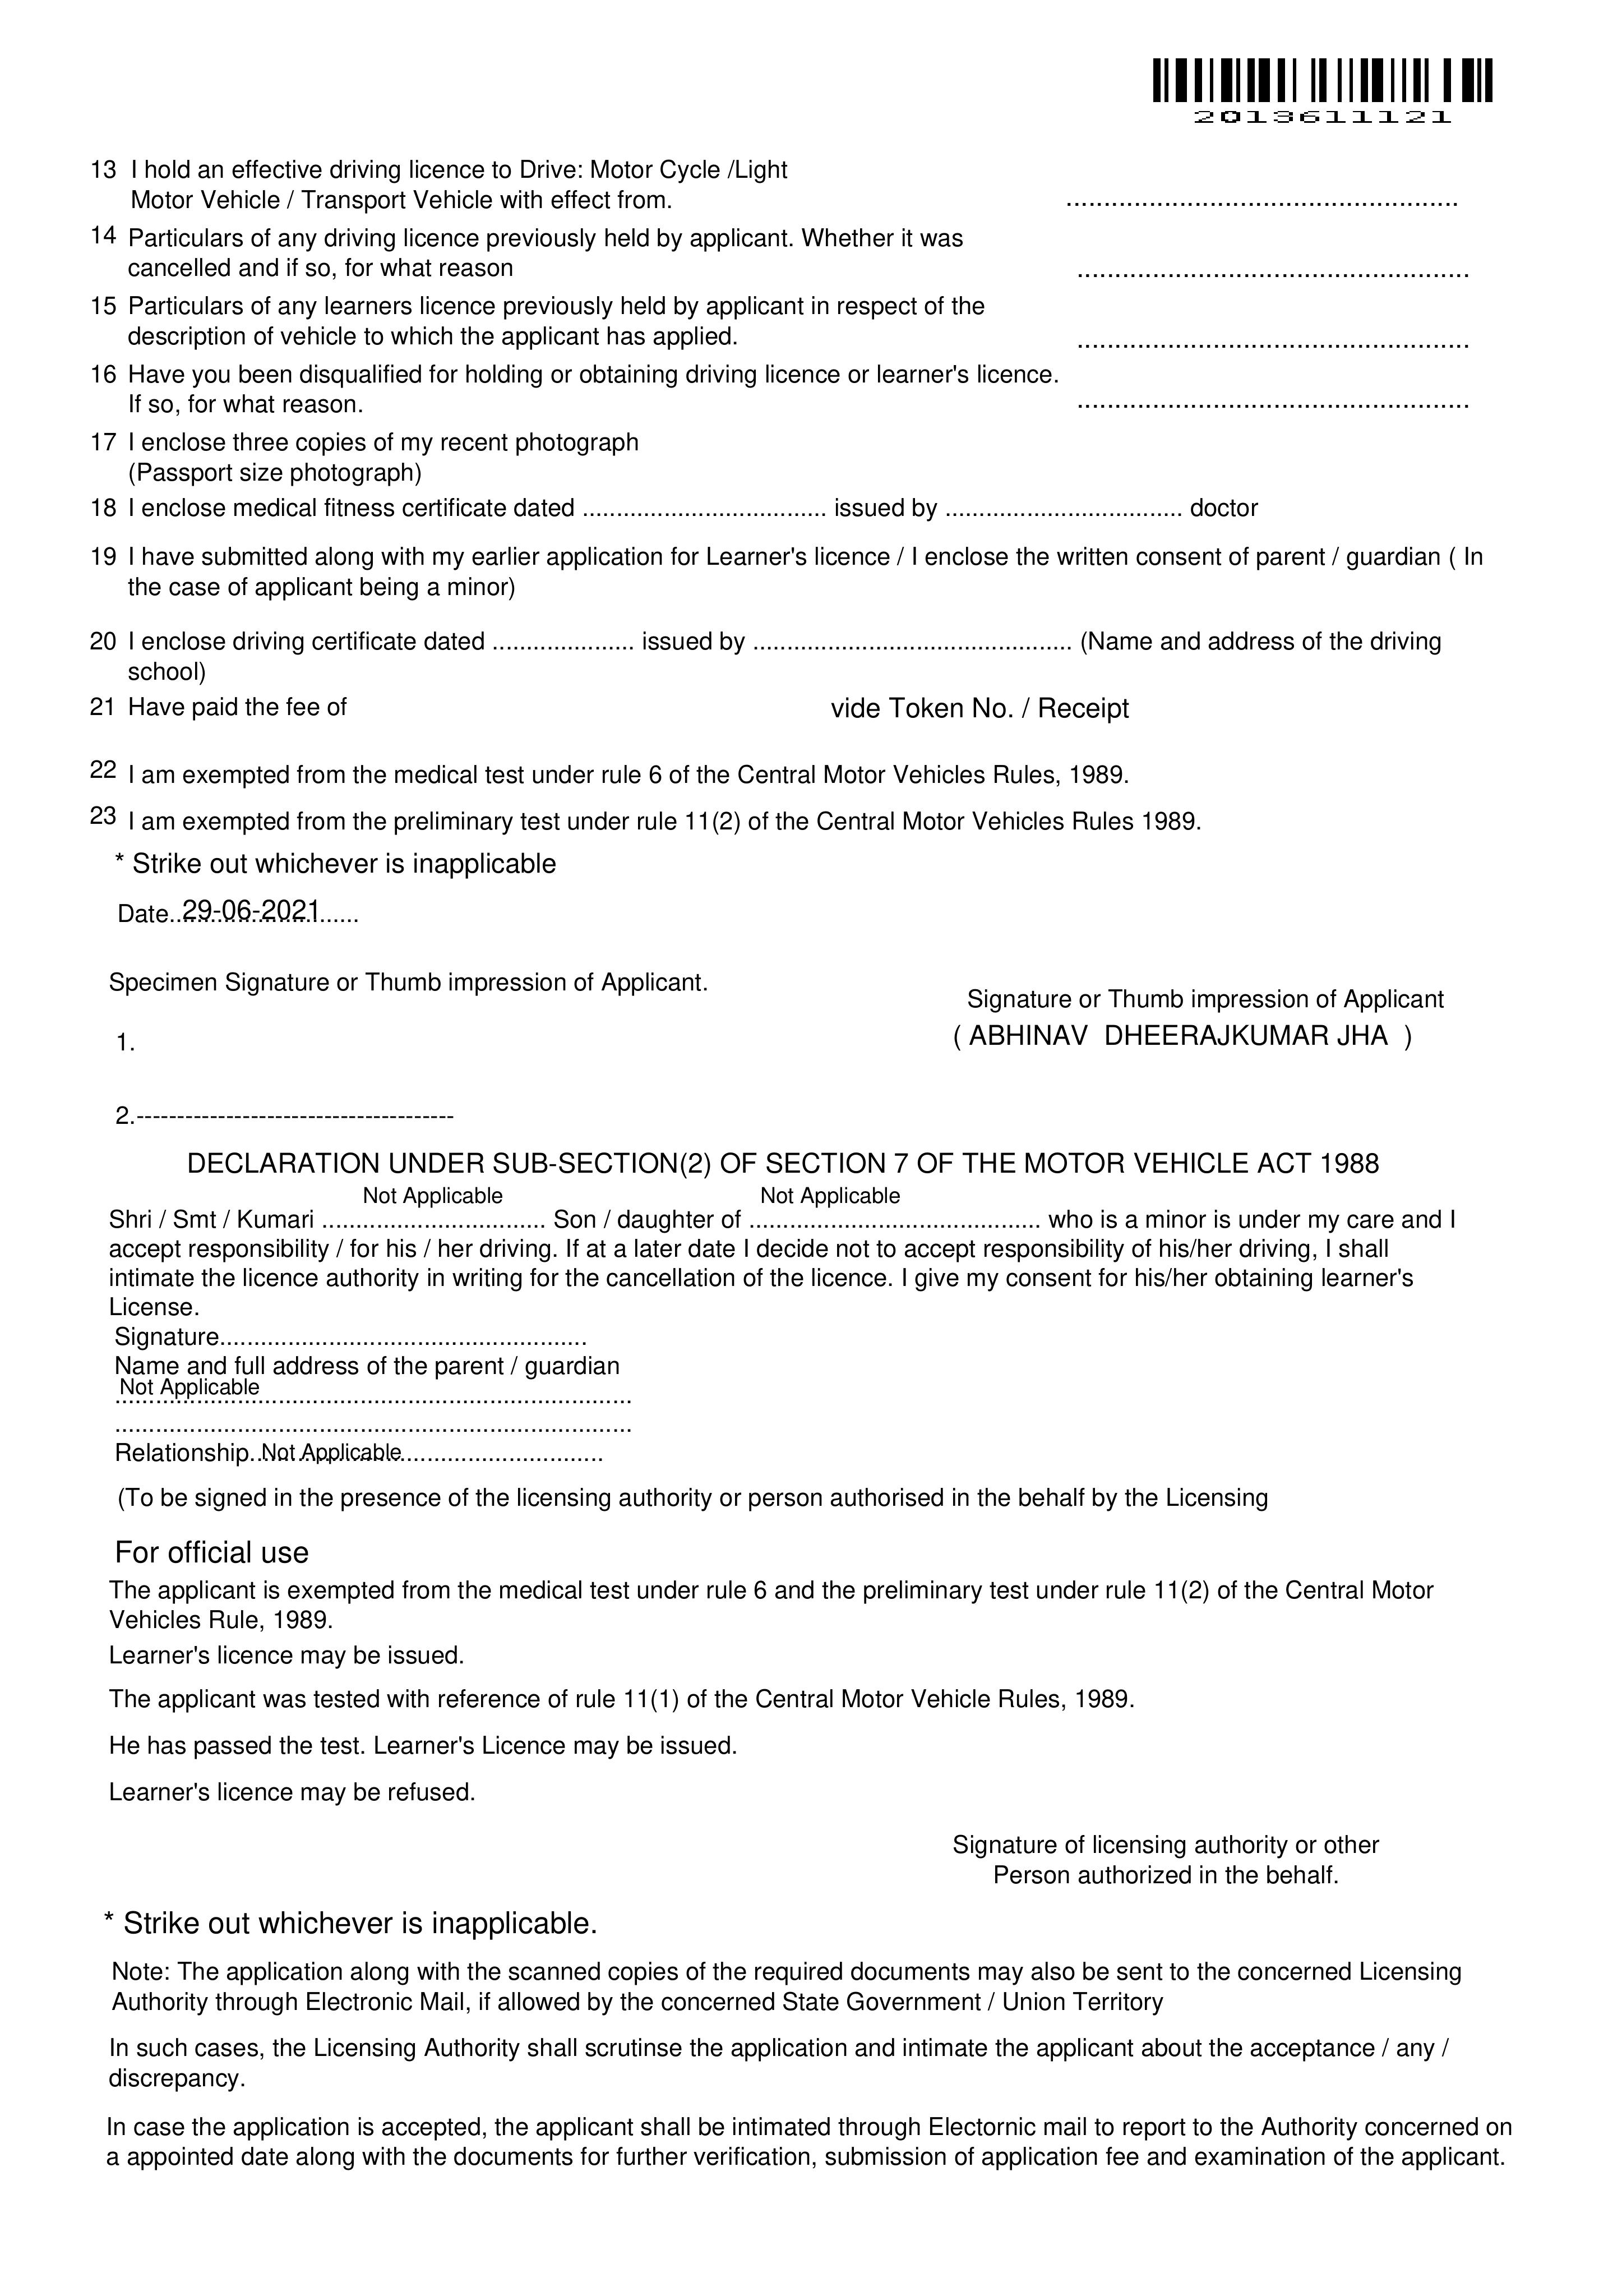 2013611121
13 I hold an effective driving licence to Drive: Motor Cycle /Light
Motor Vehicle / Transport Vehicle with effect from. ....................................................
14 Particulars of any driving licence previously held by applicant. Whether it was
cancelled and if so, for what reason ....................................................
15 Particulars of any learners licence previously held by applicant in respect of the
description of vehicle to which the applicant has applied. ....................................................
16 Have you been disqualified for holding or obtaining driving licence or learner's licence.
If so, for what reason. ....................................................
17 I enclose three copies of my recent photograph
(Passport size photograph)
18 I enclose medical fitness certificate dated .................................... issued by ................................... doctor
19 I have submitted along with my earlier application for Learner's licence / I enclose the written consent of parent / guardian ( In
the case of applicant being a minor)
20 I enclose driving certificate dated ..................... issued by ............................................... (Name and address of the driving
school)
21 Have paid the fee of vide Token No. / Receipt
22 I am exempted from the medical test under rule 6 of the Central Motor Vehicles Rules, 1989.
23 I am exempted from the preliminary test under rule 11(2) of the Central Motor Vehicles Rules 1989.
* Strike out whichever is inapplicable
Date..29-06-2021......
Specimen Signature or Thumb impression of Applicant.
Signature or Thumb impression of Applicant
1. ( ABHINAV DHEERAJKUMAR JHA )
2.---------------------------------------
DECLARATION UNDER SUB-SECTION(2) OF SECTION 7 OF THE MOTOR VEHICLE ACT 1988
Not Applicable Not Applicable
Shri / Smt / Kumari ................................. Son / daughter of ........................................... who is a minor is under my care and I
accept responsibility / for his / her driving. If at a later date I decide not to accept responsibility of his/her driving, I shall
intimate the licence authority in writing for the cancellation of the licence. I give my consent for his/her obtaining learner's
License.
Signature......................................................
Name and full address of the parent / guardian
Not Applicable
............................................................................
............................................................................
Relationship..Not Applicable..............................
(To be signed in the presence of the licensing authority or person authorised in the behalf by the Licensing
For official use
The applicant is exempted from the medical test under rule 6 and the preliminary test under rule 11(2) of the Central Motor
Vehicles Rule, 1989.
Learner's licence may be issued.
The applicant was tested with reference of rule 11(1) of the Central Motor Vehicle Rules, 1989.
He has passed the test. Learner's Licence may be issued.
Learner's licence may be refused.
Signature of licensing authority or other
Person authorized in the behalf.
* Strike out whichever is inapplicable.
Note: The application along with the scanned copies of the required documents may also be sent to the concerned Licensing
Authority through Electronic Mail, if allowed by the concerned State Government / Union Territory
In such cases, the Licensing Authority shall scrutinse the application and intimate the applicant about the acceptance / any /
discrepancy.
In case the application is accepted, the applicant shall be intimated through Electornic mail to report to the Authority concerned on
a appointed date along with the documents for further verification, submission of application fee and examination of the applicant.